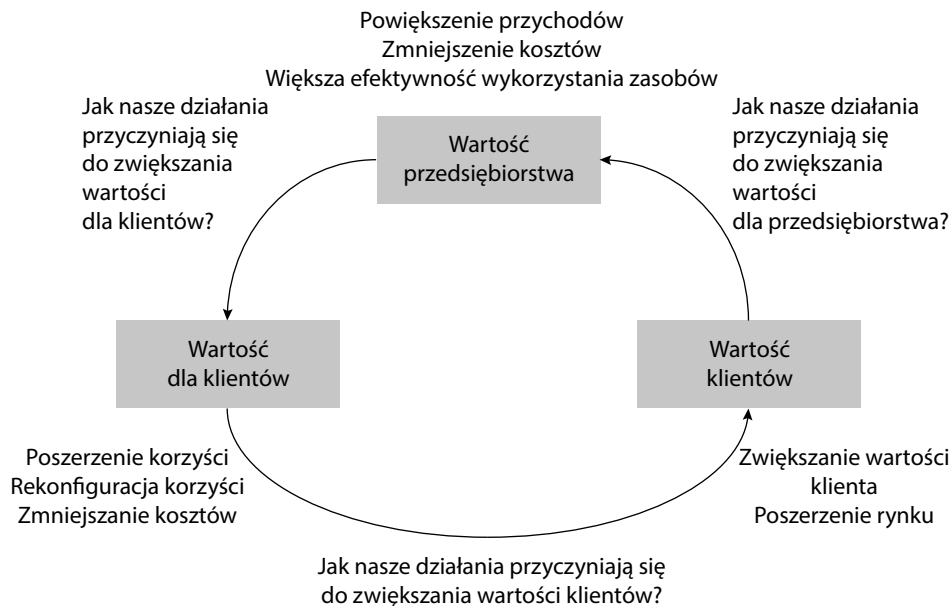 Powiększenie przychodów
Zmniejszenie kosztów
Większa efektywność wykorzystania zasobów
Jak nasze działania
przyczyniają się
do zwiększania
wartości
dla klientów?
Wartość
przedsiębiorstwa
Jak nasze działania
przyczyniają się
do zwiększania
wartości
dla przedsiębiorstwa?
Wartość
dla klientów
Wartość
klientów
Poszerzenie korzyści
Rekonfiguracja korzyści
Zmniejszanie kosztów
Zwiększanie wartości
klienta
Poszerzenie rynku
Jak nasze działania przyczyniają się
do zwiększania wartości klientów?